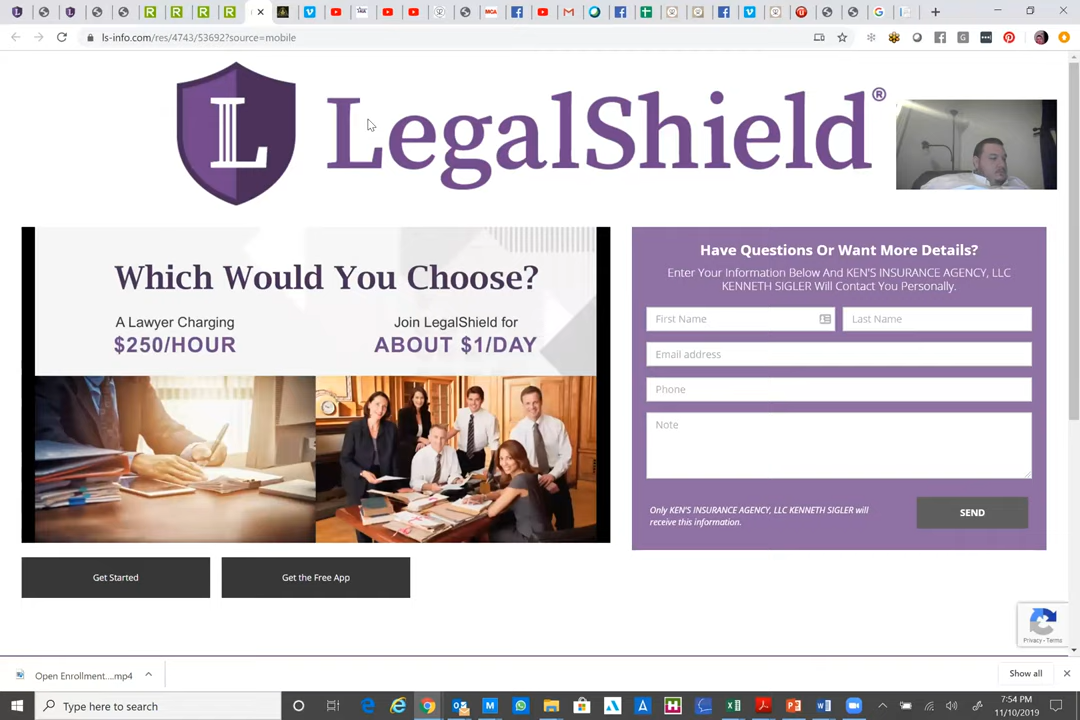 ls-info.com/res/4743/53692?source=mobile
L LegalShield®
Which Would You Choose?
A Lawyer Charging
$250/HOUR
Join LegalShield for
ABOUT $1/DAY
Get Started
Get the Free App
Have Questions Or Want More Details?
Enter Your Information Below And KEN'S INSURANCE AGENCY, LLC
KENNETH SIGLER Will Contact You Personally.
First Name
Last Name
Email address
Phone
Note
Only KEN'S INSURANCE AGENCY, LLC KENNETH SIGLER will
receive this information.
SEND
Privacy - Terms
Open Enrollment....mp4
Show all
Type here to search
7:54 PM
11/10/2019